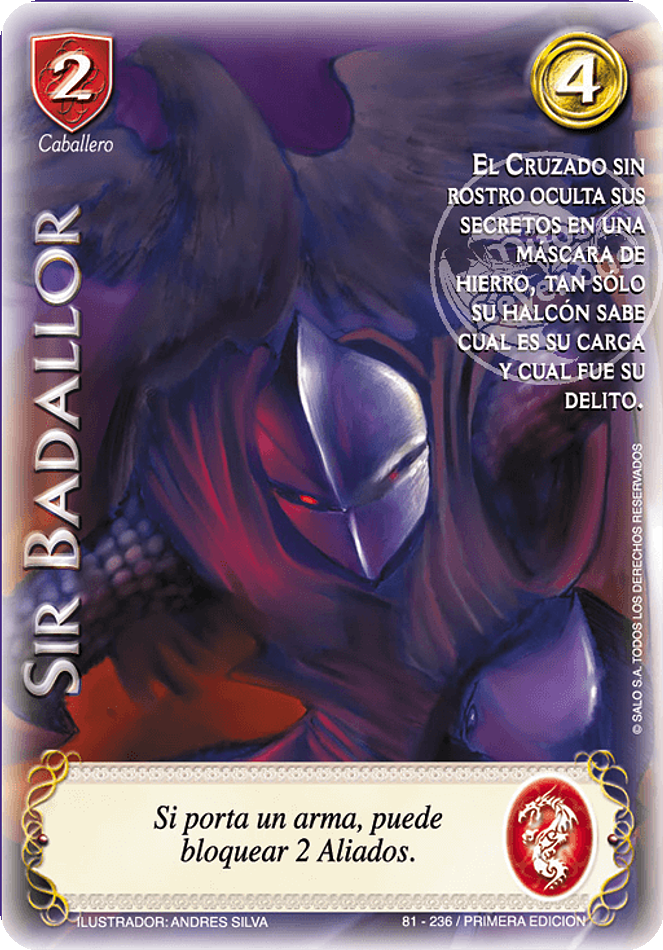 2
Caballero
4
EL CRUZADO SIN
ROSTRO OCULTA SUS
SECRETOS EN UNA
MÁSCARA DE
HIERRO, TAN SÓLO
SU HALCÓN SABE
CUAL ES SU CARGA
Y CUAL FUE SU
DELITO.
SIR BADALLOR
© SALO S.A. TODOS LOS DERECHOS RESERVADOS
Si porta un arma, puede
bloquear 2 Aliados.
ILUSTRADOR: ANDRES SILVA
81 - 236 / PRIMERA EDICION